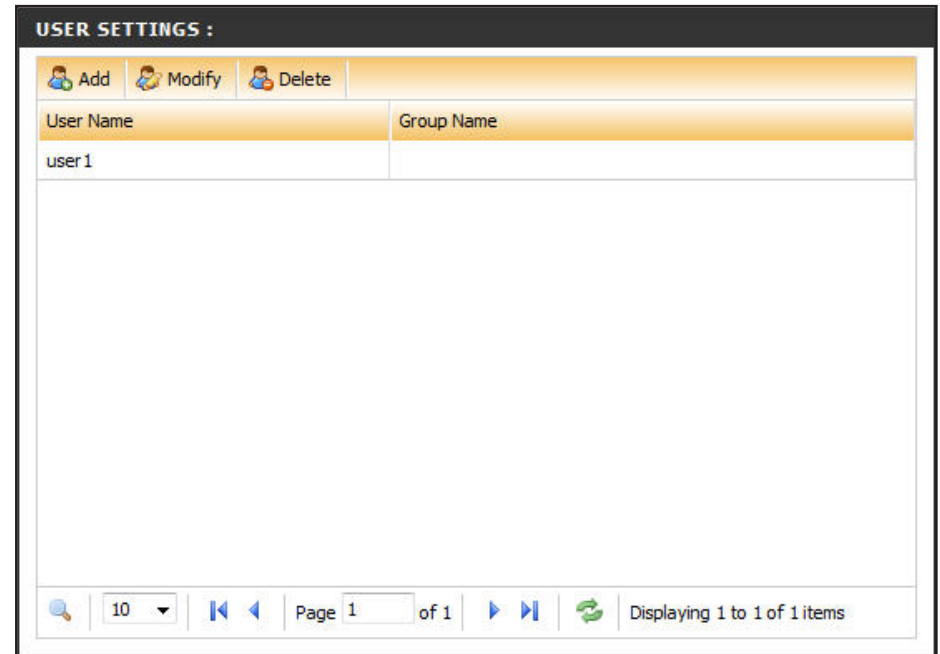 USER SETTINGS :
Add Modify Delete
User Name Group Name
user1
10 Page 1 of 1 Displaying 1 to 1 of 1 items